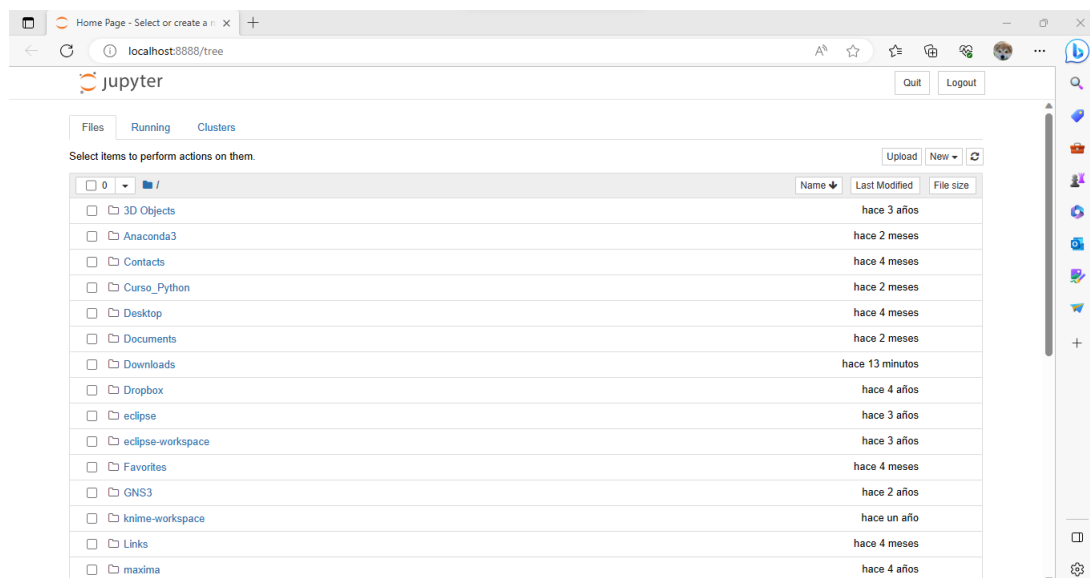 Home Page - Select or create a n
localhost:8888/tree
jupyter
Quit Logout
Files Running Clusters
Select items to perform actions on them.
Upload New
0 / Name Last Modified File size
3D Objects hace 3 años
Anaconda3 hace 2 meses
Contacts hace 4 meses
Curso_Python hace 2 meses
Desktop hace 4 meses
Documents hace 2 meses
Downloads hace 13 minutos
Dropbox hace 4 años
eclipse hace 3 años
eclipse-workspace hace 3 años
Favorites hace 4 meses
GNS3 hace 2 años
knime-workspace hace un año
Links hace 4 meses
maxima hace 4 años